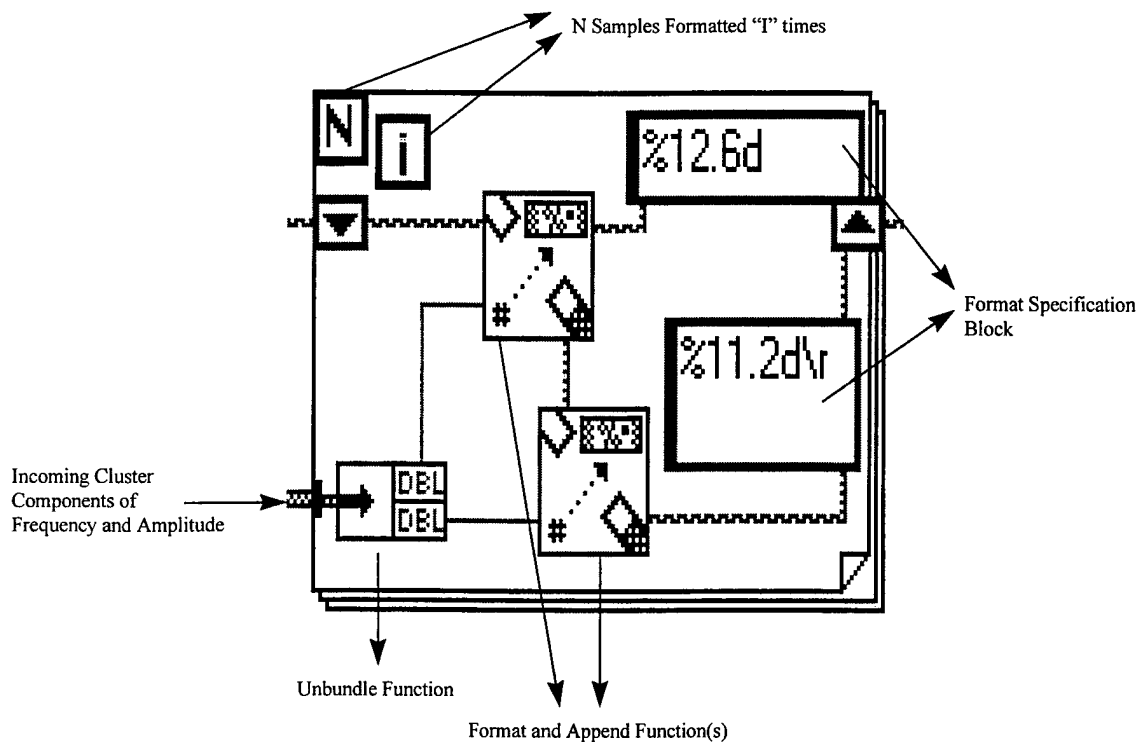 N Samples Formatted “I” times
N
i
%12.6d
Format Specification
Block
#
%11.2d\r
Incoming Cluster
Components of
Frequency and Amplitude
DBL
DBL
#
Unbundle Function
Format and Append Function(s)